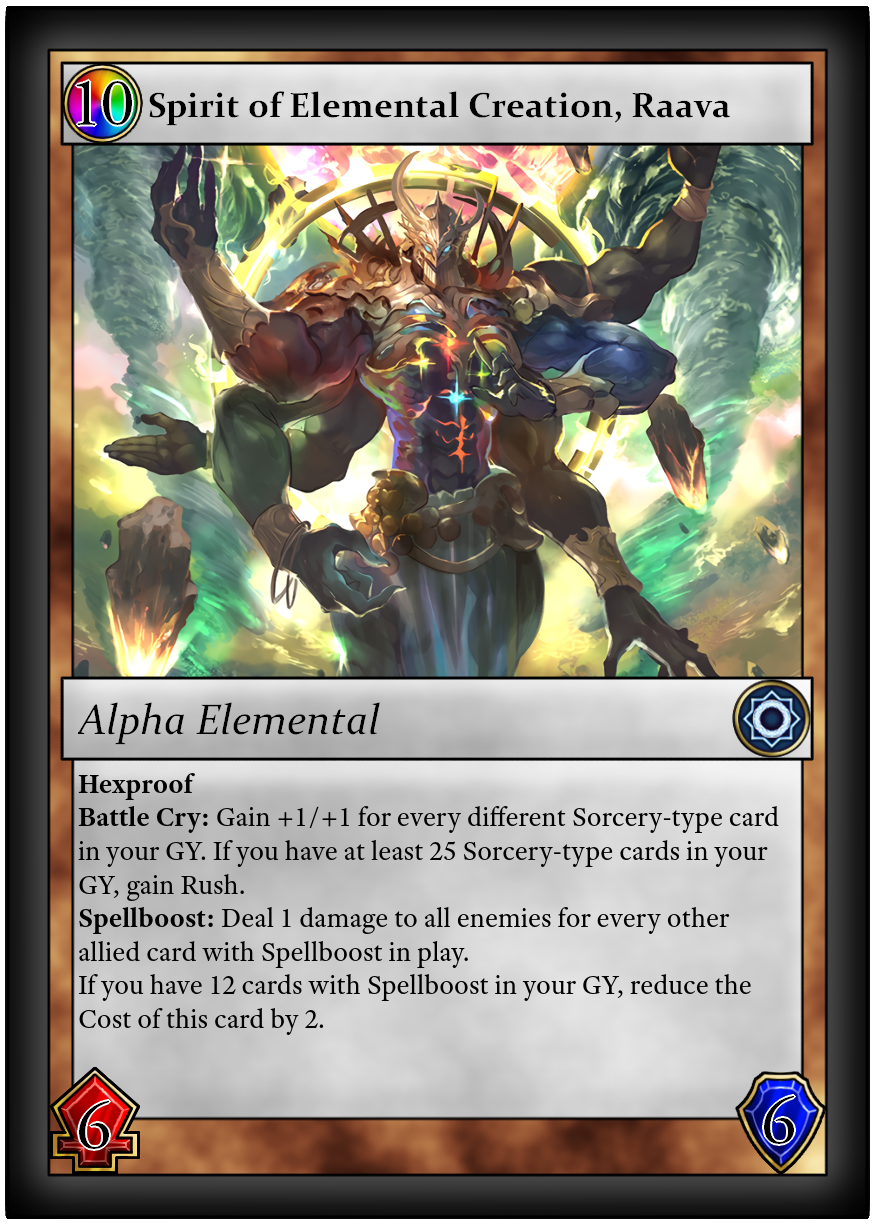 10 Spirit of Elemental Creation, Raava
Alpha Elemental
Hexproof
Battle Cry: Gain +1/+1 for every different Sorcery-type card
in your GY. If you have at least 25 Sorcery-type cards in your
GY, gain Rush.
Spellboost: Deal 1 damage to all enemies for every other
allied card with Spellboost in play.
If you have 12 cards with Spellboost in your GY, reduce the
Cost of this card by 2.
6 6